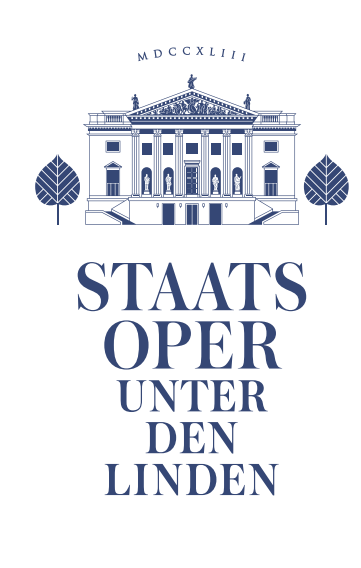 MDCCXLIII
STAATS
OPER
UNTER
DEN
LINDEN